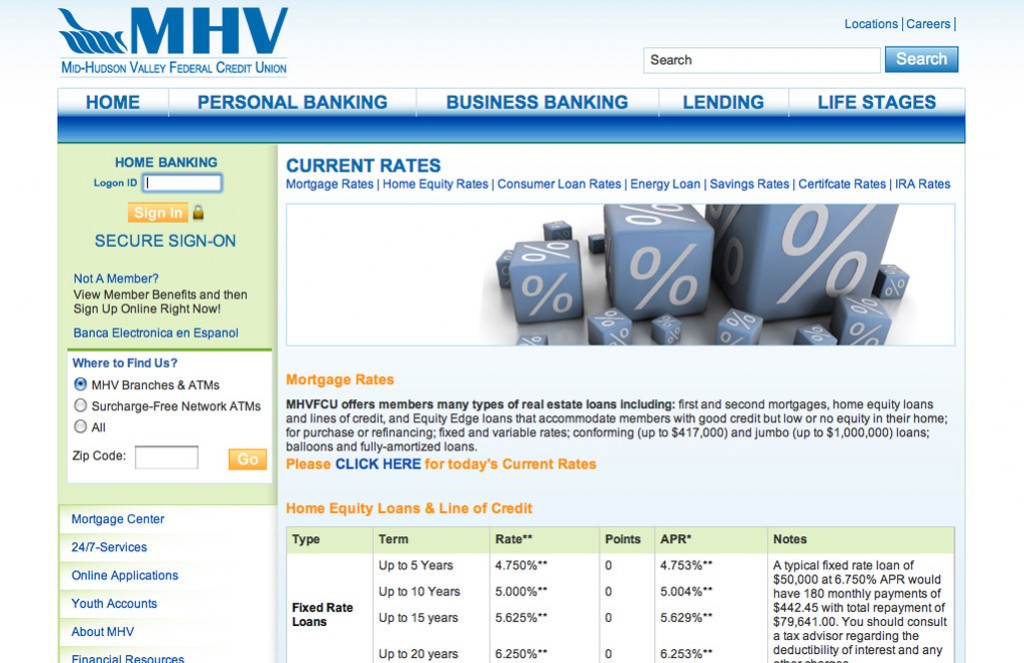 MHV
MID-HUDSON VALLEY FEDERAL CREDIT UNION
Locations | Careers |
Search Search
HOME PERSONAL BANKING BUSINESS BANKING LENDING LIFE STAGES
HOME BANKING
Logon ID
Sign In
SECURE SIGN-ON
Not A Member?
View Member Benefits and then
Sign Up Online Right Now!
Banca Electronica en Espanol
Where to Find Us?
MHV Branches & ATMs
Surcharge-Free Network ATMs
All
Zip Code: Go
Mortgage Center
24/7-Services
Online Applications
Youth Accounts
About MHV
Financial Resources
CURRENT RATES
Mortgage Rates | Home Equity Rates | Consumer Loan Rates | Energy Loan | Savings Rates | Certifcate Rates | IRA Rates
% % % % % % % % % % % %
Mortgage Rates
MHVFCU offers members many types of real estate loans including: first and second mortgages, home equity loans
and lines of credit, and Equity Edge loans that accommodate members with good credit but low or no equity in their home;
for purchase or refinancing; fixed and variable rates; conforming (up to $417,000) and jumbo (up to $1,000,000) loans;
balloons and fully-amortized loans.
Please CLICK HERE for today's Current Rates
Home Equity Loans & Line of Credit
Type Term Rate** Points APR* Notes
Fixed Rate
Loans
Up to 5 Years 4.750%** 0 4.753%**
Up to 10 Years 5.000%** 0 5.004%**
Up to 15 years 5.625%** 0 5.629%**
Up to 20 years 6.250%** 0 6.253%**
A typical fixed rate loan of
$50,000 at 6.750% APR would
have 180 monthly payments of
$442.45 with total repayment of
$79,641.00. You should consult
a tax advisor regarding the
deductibility of interest and any
other charges